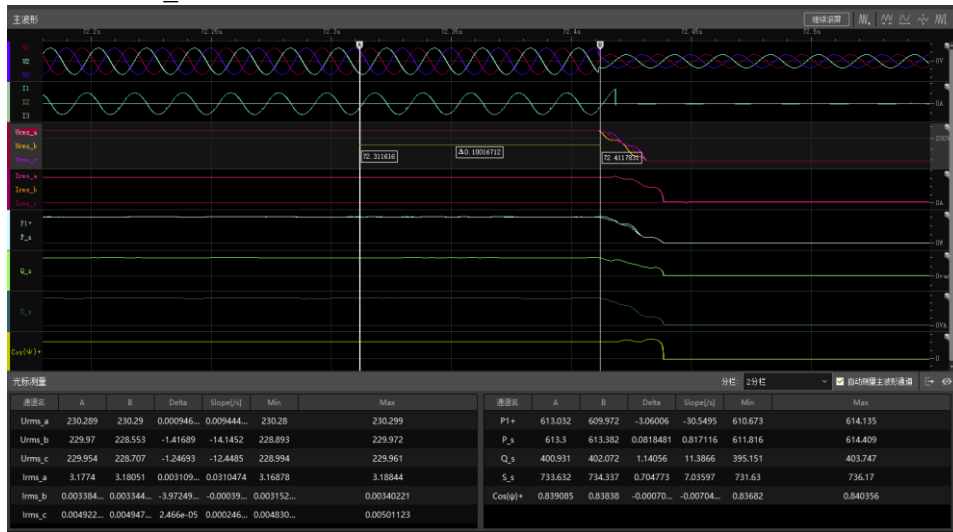 主波形
继续录屏
72.2s 72.25s 72.3s 72.35s 72.4s 72.45s 72.5s
A B
U1
U2
U3
0V
I1
I2
I3
0A
Urms_a
Urms_b
Urms_c
200V
72.311616
Δ0.10016712
72.4117831
Irms_a
Irms_b
Irms_c
0A
P1+
P_s
0W
Q_s
0var
S_s
0VA
Cos(Ψ)+
0
光标测量
分栏: 2分栏 自动测量主波形通道
通道名 A B Delta Slope[/s] Min Max
Urms_a 230.289 230.29 0.000946... 0.009444... 230.28 230.299
Urms_b 229.97 228.553 -1.41689 -14.1452 228.893 229.972
Urms_c 229.954 228.707 -1.24693 -12.4485 228.994 229.961
Irms_a 3.1774 3.18051 0.003109... 0.0310474 3.16878 3.18844
Irms_b 0.003384... 0.003344... -3.97249... -0.00039... 0.003152... 0.00340221
Irms_c 0.004922... 0.004947... 2.466e-05 0.000246... 0.004830... 0.00501123
通道名 A B Delta Slope[/s] Min Max
P1+ 613.032 609.972 -3.06006 -30.5495 610.673 614.135
P_s 613.3 613.382 0.0818481 0.817116 611.816 614.409
Q_s 400.931 402.072 1.14056 11.3866 395.151 403.747
S_s 733.632 734.337 0.704773 7.03597 731.63 736.17
Cos(φ)+ 0.839085 0.83838 -0.00070... -0.00704... 0.83682 0.840356